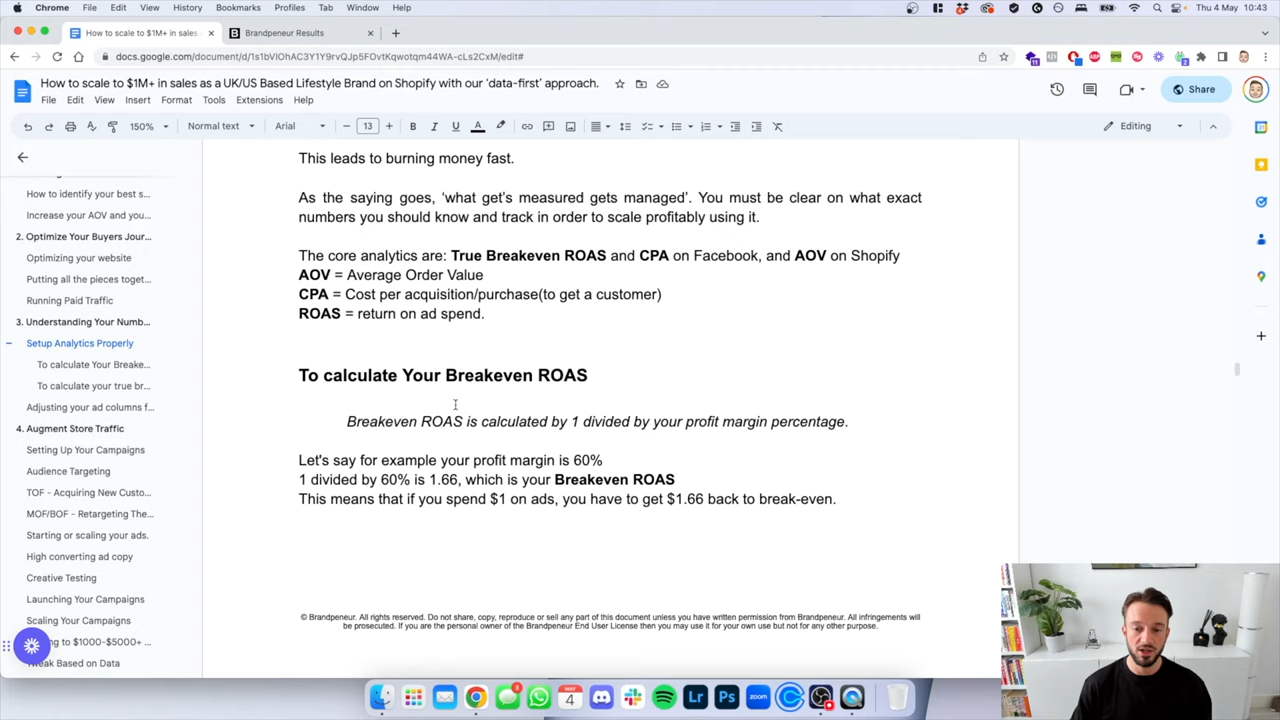 Chrome File Edit View History Bookmarks Profiles Tab Window Help
Thu 4 May 10:43
How to scale to $1M+ in sales
Brandpeneur Results
docs.google.com/document/d/1s1bVIOhAC3Y1Y9rvQJp5FOvtKqwotqm44WA-cLs2CxM/edit#
How to scale to $1M+ in sales as a UK/US Based Lifestyle Brand on Shopify with our 'data-first' approach.
File Edit View Insert Format Tools Extensions Help
Share
150% Normal text Arial 13 Editing
How to identify your best s...
Increase your AOV and you...
2. Optimize Your Buyers Jour...
Optimizing your website
Putting all the pieces toget...
Running Paid Traffic
3. Understanding Your Numb...
Setup Analytics Properly
To calculate Your Breake...
To calculate your true br...
Adjusting your ad columns f...
4. Augment Store Traffic
Setting Up Your Campaigns
Audience Targeting
TOF - Acquiring New Custo...
MOF/BOF - Retargeting The...
Starting or scaling your ads.
High converting ad copy
Creative Testing
Launching Your Campaigns
Scaling Your Campaigns
to $1000-$5000+ ...
Tweak Based on Data
This leads to burning money fast.
As the saying goes, 'what get's measured gets managed'. You must be clear on what exact
numbers you should know and track in order to scale profitably using it.
The core analytics are: True Breakeven ROAS and CPA on Facebook, and AOV on Shopify
AOV = Average Order Value
CPA = Cost per acquisition/purchase(to get a customer)
ROAS = return on ad spend.
To calculate Your Breakeven ROAS
Breakeven ROAS is calculated by 1 divided by your profit margin percentage.
Let's say for example your profit margin is 60%
1 divided by 60% is 1.66, which is your Breakeven ROAS
This means that if you spend $1 on ads, you have to get $1.66 back to break-even.
© Brandpeneur. All rights reserved. Do not share, copy, reproduce or sell any part of this document unless you have written permission from Brandpeneur. All infringements will
be prosecuted. If you are the personal owner of the Brandpeneur End User License then you may use it for your own use but not for any other purpose.
MAY
4
zoom
Lr
Ps